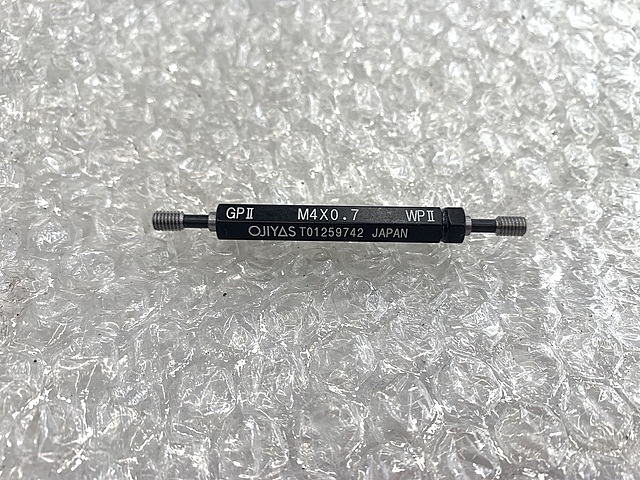 GPⅡ M4X0.7 WPⅡ
OJIYAS T01259742 JAPAN